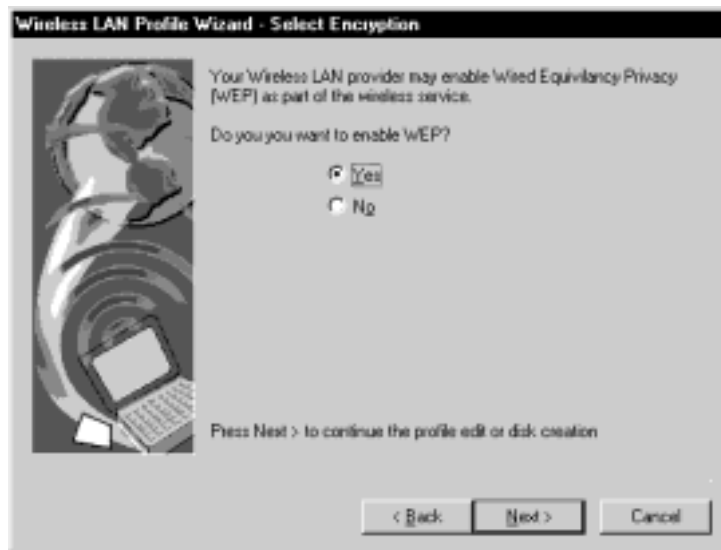 Wireless LAN Profile Wizard - Select Encryption
Your Wireless LAN provider may enable Wired Equivilancy Privacy
(WEP) as part of the wireless service.
Do you you want to enable WEP?
Yes
No
Press Next > to continue the profile edit or disk creation
< Back
Next >
Cancel